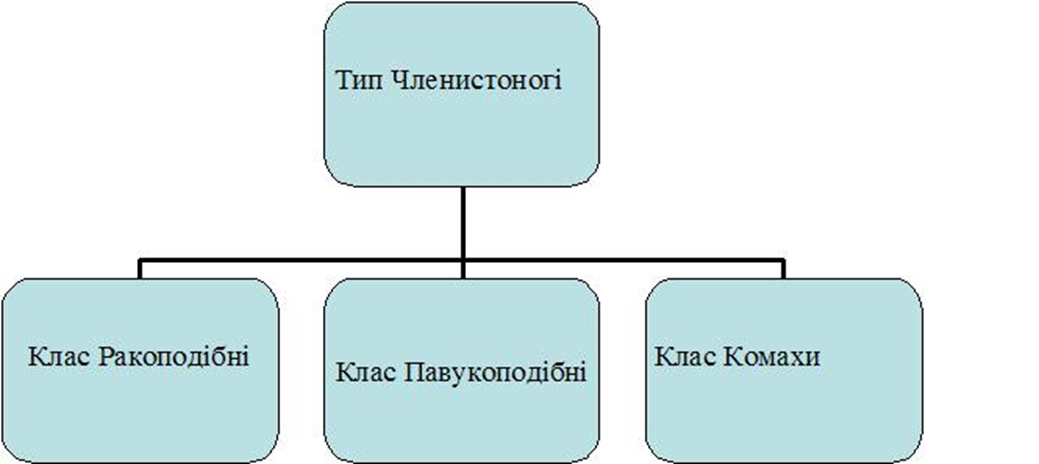 Тип Членистоногі
Клас Ракоподібні
Клас Павукоподібні
Клас Комахи